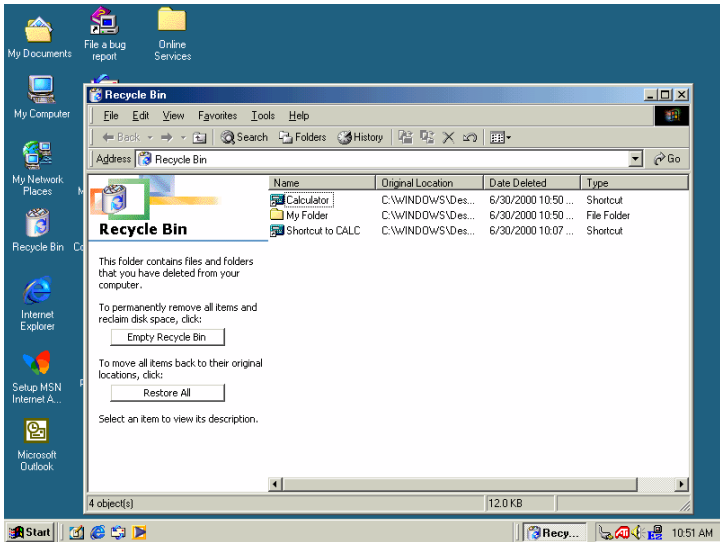 My Documents
File a bug
report
Online
Services
My Computer
My Network
Places
Recycle Bin
Internet
Explorer
Setup MSN
Internet A...
Microsoft
Outlook
Recycle Bin
File Edit View Favorites Tools Help
Back Search Folders History
Address Recycle Bin Go
Recycle Bin
This folder contains files and folders
that you have deleted from your
computer.
To permanently remove all items and
reclaim disk space, click:
Empty Recycle Bin
To move all items back to their original
locations, click:
Restore All
Select an item to view its description.
Name Original Location Date Deleted Type
Calculator C:\WINDOWS\Des... 6/30/2000 10:50 ... Shortcut
My Folder C:\WINDOWS\Des... 6/30/2000 10:50 ... File Folder
Shortcut to CALC C:\WINDOWS\Des... 6/30/2000 10:07 ... Shortcut
4 object(s) 12.0 KB
Start Recy... 10:51 AM